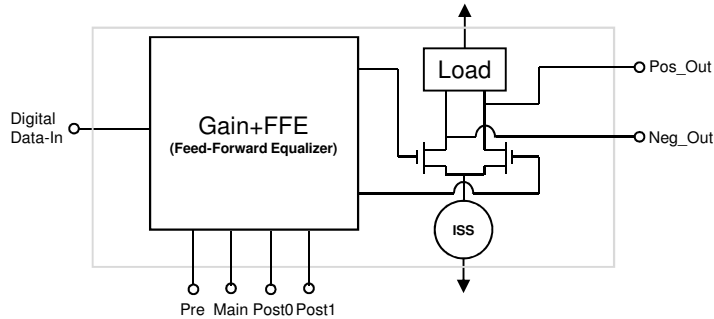 Load
Pos_Out
Digital
Data-In
Gain+FFE
(Feed-Forward Equalizer)
Neg_Out
ISS
Pre Main Post0 Post1